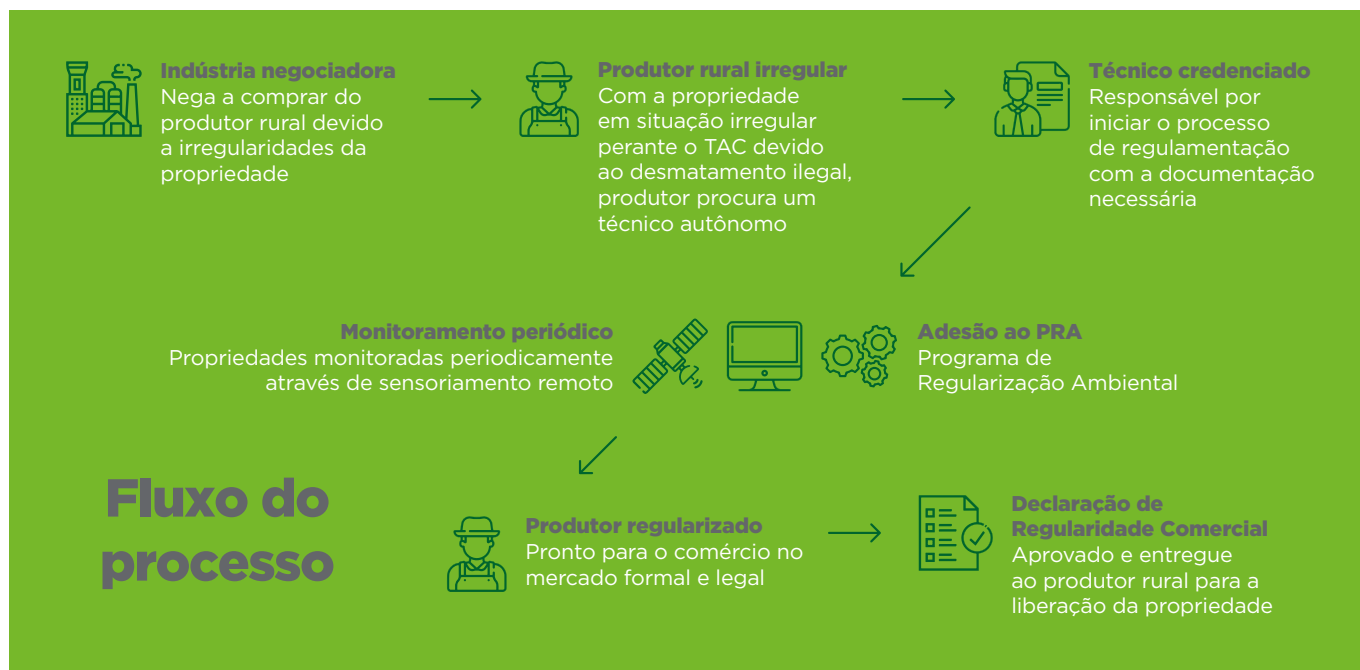 Indústria negociadora
Nega a comprar do
produtor rural devido
a irregularidades da
propriedade
Produtor rural irregular
Com a propriedade
em situação irregular
perante o TAC devido
ao desmatamento ilegal,
produtor procura um
técnico autônomo
Técnico credenciado
Responsável por
iniciar o processo
de regulamentação
com a documentação
necessária
Adesão ao PRA
Programa de
Regularização Ambiental
Monitoramento periódico
Propriedades monitoradas periodicamente
através de sensoriamento remoto
Fluxo do
processo
Produtor regularizado
Pronto para o comércio no
mercado formal e legal
Declaração de
Regularidade Comercial
Aprovado e entregue
ao produtor rural para a
liberação da propriedade